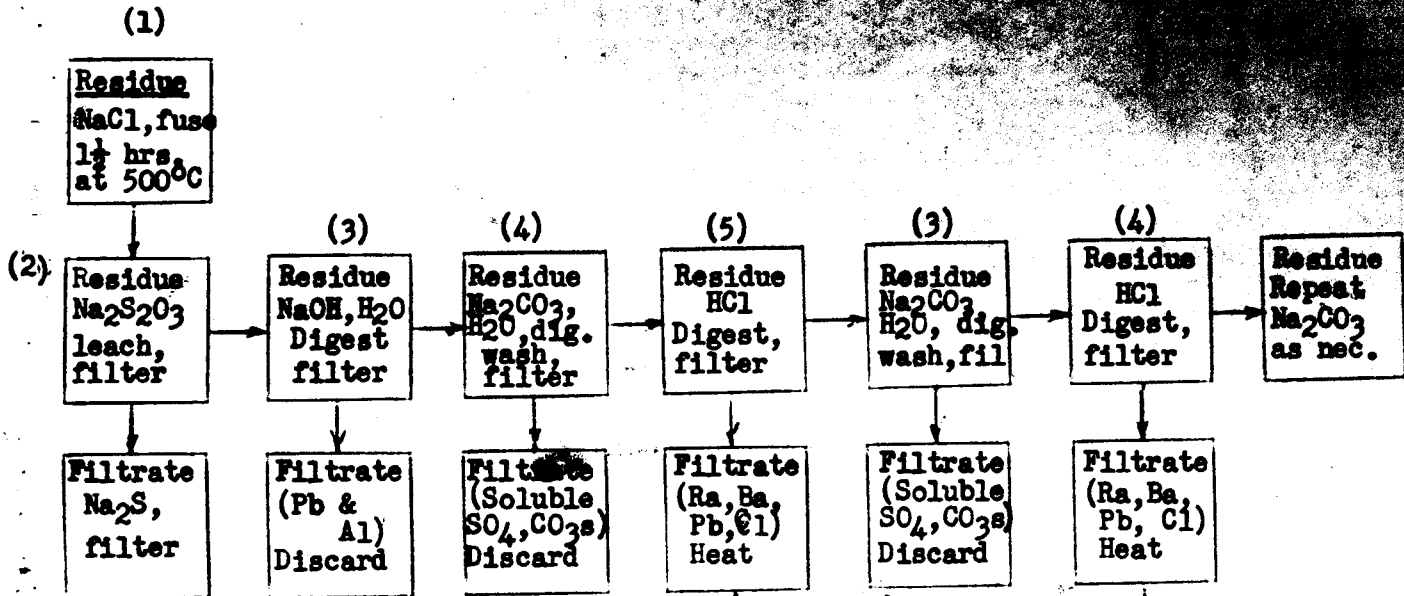 (1)
Residue
NaCl, fuse
1½ hrs,
at 500°C
(2)
Residue
Na2S2O3
leach,
filter
(3)
Residue
NaOH, H2O
Digest
filter
(4)
Residue
Na2CO3,
H2O, dig.
wash,
filter
(5)
Residue
HCl
Digest,
filter
(3)
Residue
Na2CO3,
H2O, dig.
wash, fil
(4)
Residue
HCl
Digest,
filter
Residue
Repeat
Na2CO3
as nec.
Filtrate
Na2S,
filter
Filtrate
(Pb &
Al)
Discard
Filtrate
(Soluble
SO4, CO3s)
Discard
Filtrate
(Ra, Ba,
Pb, Cl)
Heat
Filtrate
(Soluble
SO4, CO3s)
Discard
Filtrate
(Ra, Ba,
Pb, Cl)
Heat